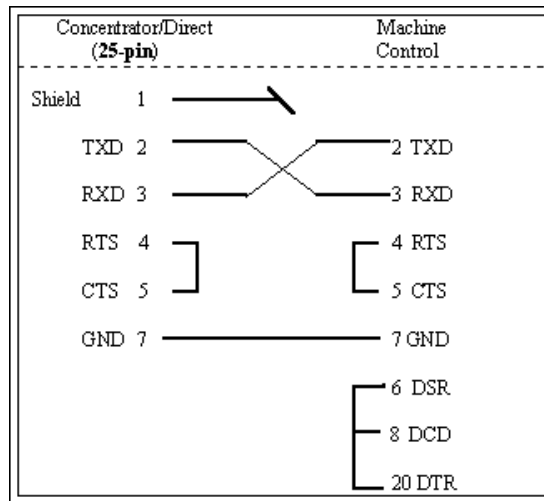 Concentrator/Direct Machine
(25-pin) Control
Shield 1
TXD 2 2 TXD
RXD 3 3 RXD
RTS 4 4 RTS
CTS 5 5 CTS
GND 7 7 GND
6 DSR
8 DCD
20 DTR